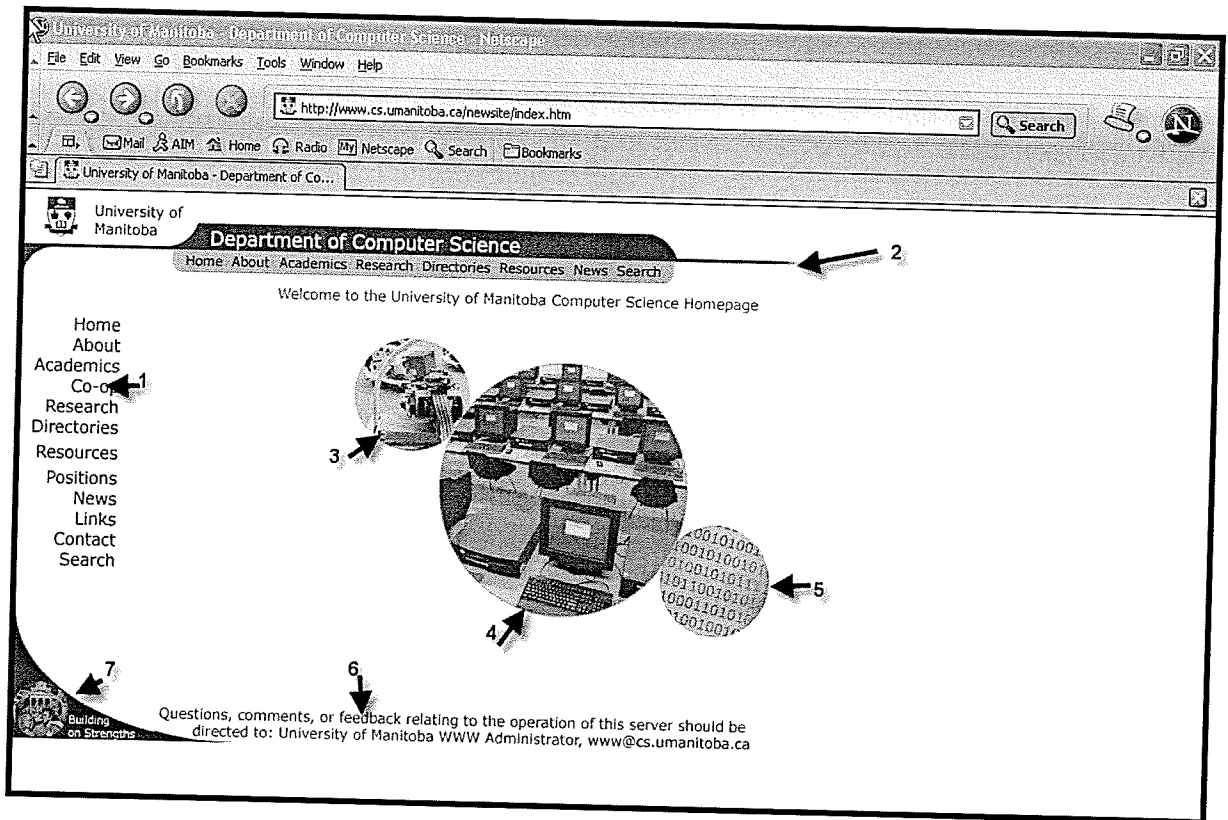 University of Manitoba - Department of Computer Science - Netscape
File Edit View Go Bookmarks Tools Window Help
http://www.cs.umanitoba.ca/newsite/index.htm
Search
N
Mail AIM Home Radio My Netscape Search Bookmarks
University of Manitoba - Department of Co...
University of
Manitoba
Department of Computer Science
2
Home About Academics Research Directories Resources News Search
Welcome to the University of Manitoba Computer Science Homepage
Home
About
Academics
Co-op
1
Research
Directories
Resources
Positions
News
Links
Contact
Search
3
4
5
6
7
Building
on Strengths
Questions, comments, or feedback relating to the operation of this server should be
directed to: University of Manitoba WWW Administrator, www@cs.umanitoba.ca